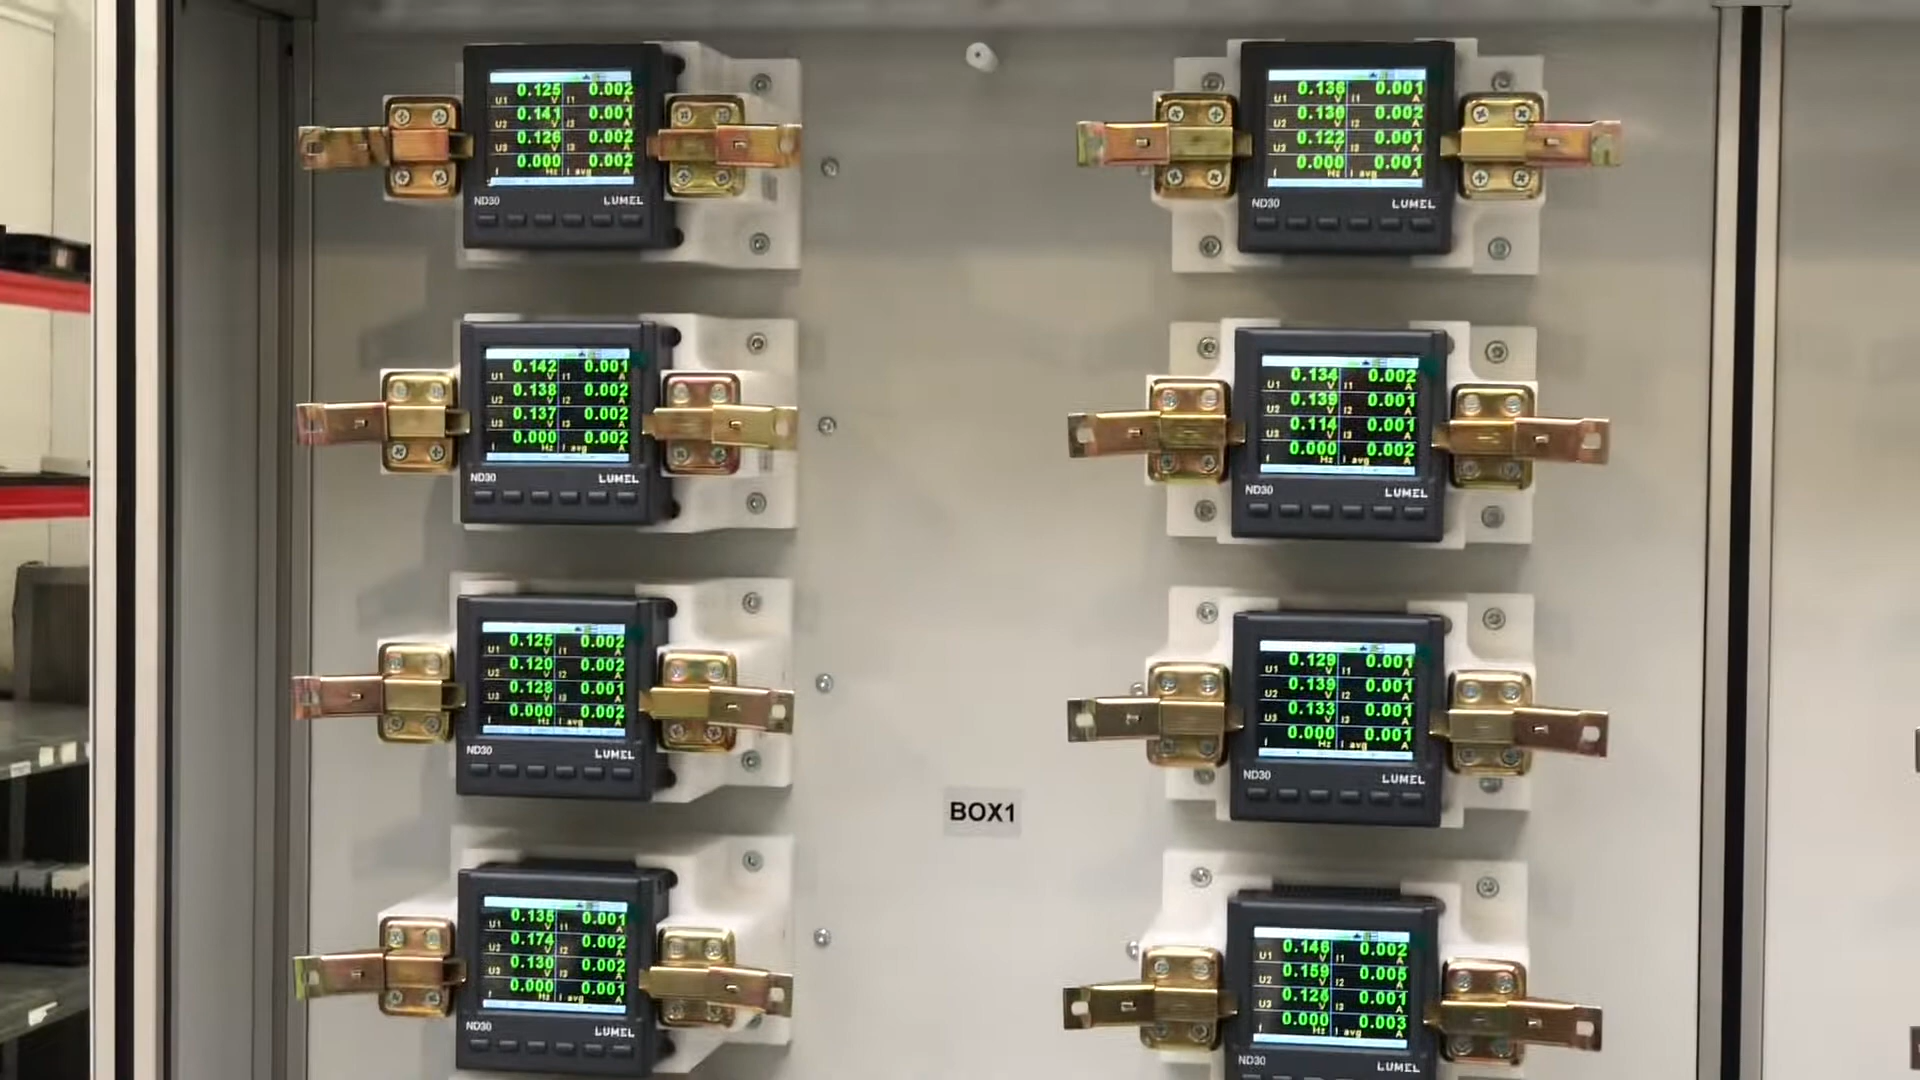 0.125 0.002
U1 V I1 A
0.141 0.001
U2 V I2 A
0.126 0.002
U3 V I3 A
0.000 0.002
f Hz I avg A
ND30 LUMEL
0.136 0.001
U1 V I1 A
0.130 0.002
U2 V I2 A
0.122 0.001
U3 V I3 A
0.000 0.001
f Hz I avg A
ND30 LUMEL
0.142 0.001
U1 V I1 A
0.138 0.002
U2 V I2 A
0.137 0.002
U3 V I3 A
0.000 0.002
f Hz I avg A
ND30 LUMEL
0.134 0.002
U1 V I1 A
0.139 0.001
U2 V I2 A
0.114 0.001
U3 V I3 A
0.000 0.002
f Hz I avg A
ND30 LUMEL
0.125 0.002
U1 V I1 A
0.120 0.002
U2 V I2 A
0.128 0.001
U3 V I3 A
0.000 0.002
f Hz I avg A
ND30 LUMEL
0.129 0.001
U1 V I1 A
0.139 0.001
U2 V I2 A
0.133 0.001
U3 V I3 A
0.000 0.001
f Hz I avg A
ND30 LUMEL
BOX1
0.135 0.001
U1 V I1 A
0.174 0.002
U2 V I2 A
0.130 0.002
U3 V I3 A
0.000 0.001
f Hz I avg A
ND30 LUMEL
0.146 0.002
U1 V I1 A
0.159 0.005
U2 V I2 A
0.001
U3 V I3 A
0.000 0.003
f Hz I avg A
ND30 LUMEL